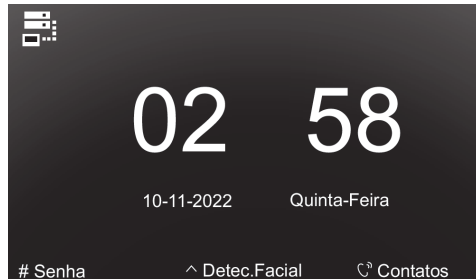 02 58
10-11-2022 Quinta-Feira
# Senha ^ Detec.Facial Contatos